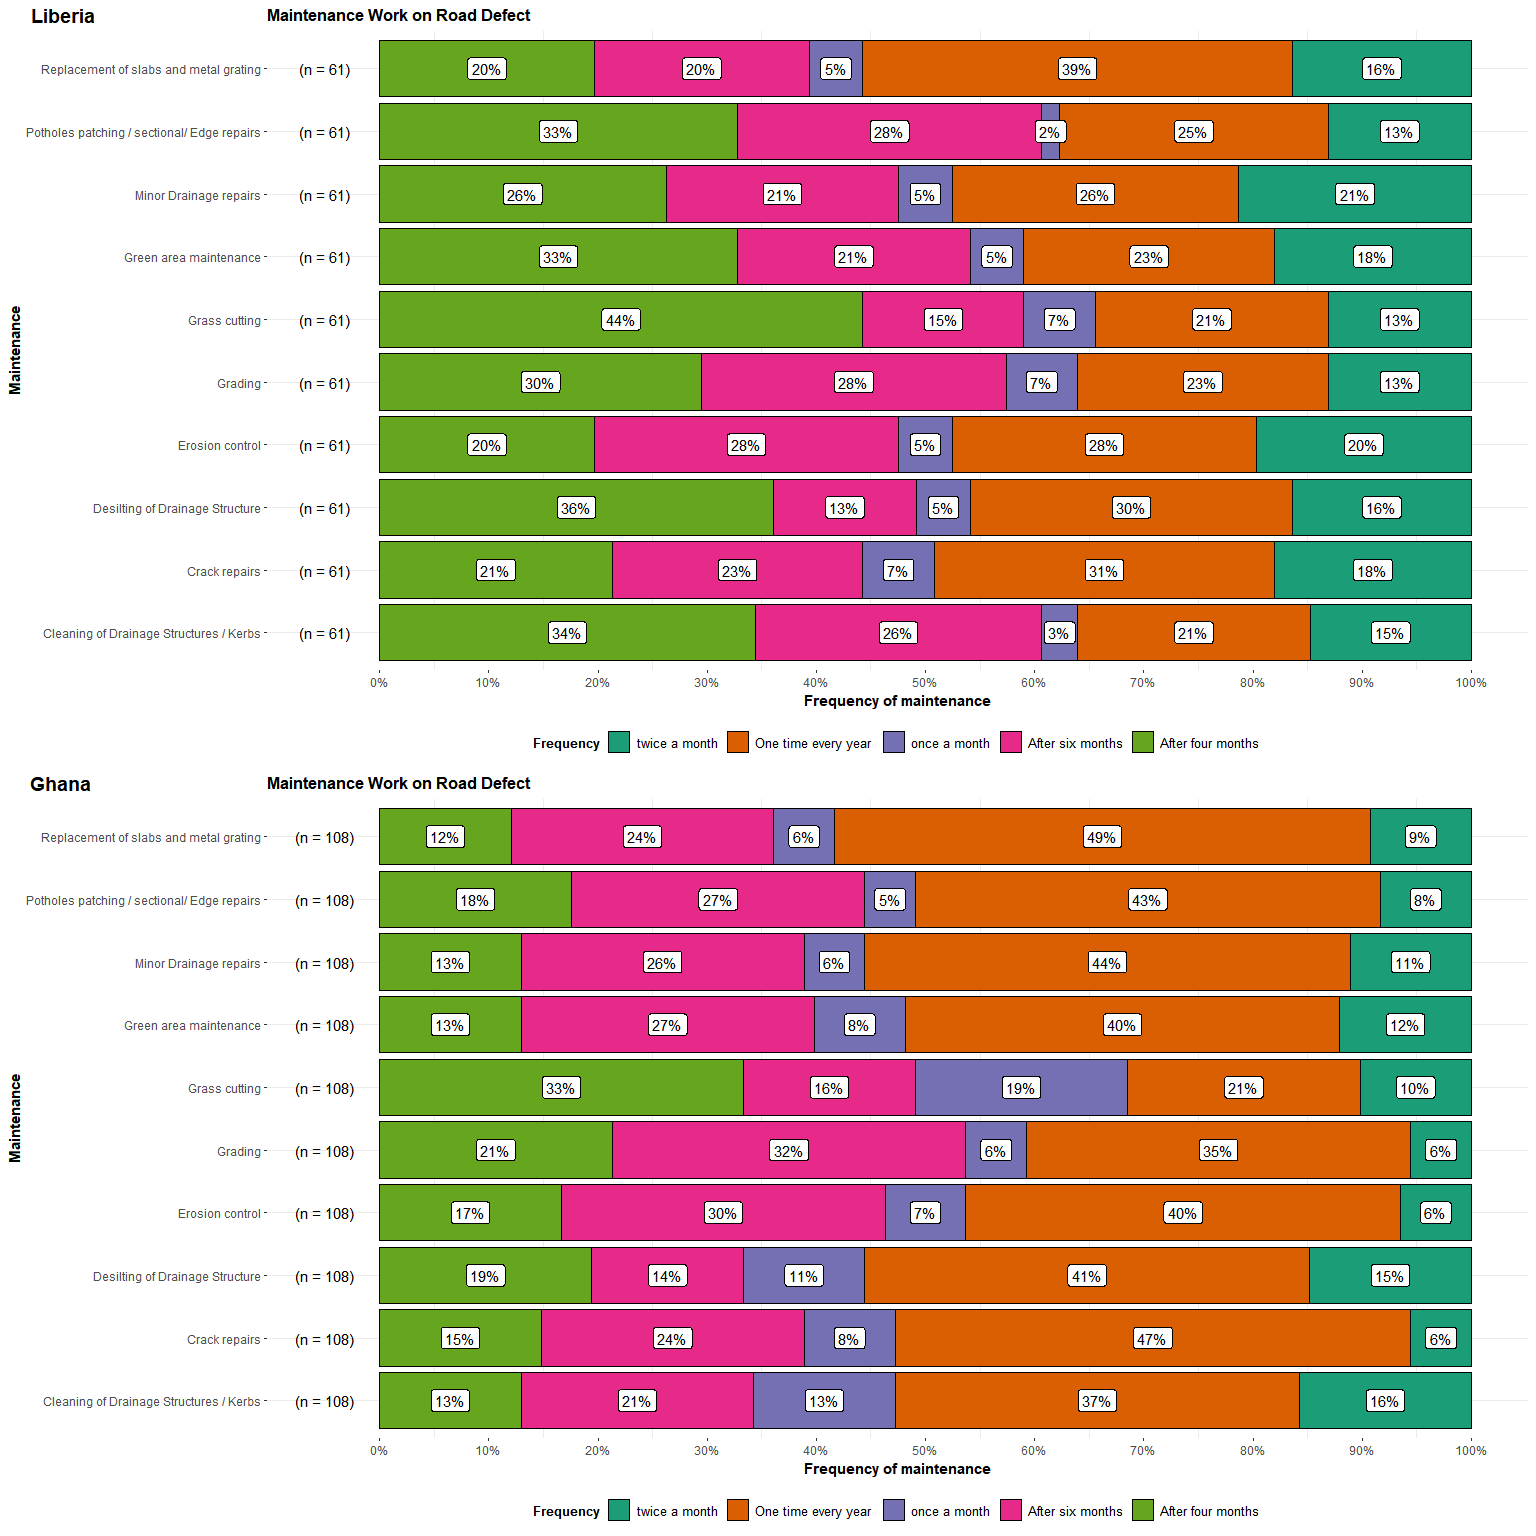 Liberia
Maintenance Work on Road Defect
Replacement of slabs and metal grating (n = 61) 20% 20% 5% 39% 16%
Potholes patching / sectional/ Edge repairs (n = 61) 33% 28% 2% 25% 13%
Minor Drainage repairs (n = 61) 26% 21% 5% 26% 21%
Green area maintenance (n = 61) 33% 21% 5% 23% 18%
Grass cutting (n = 61) 44% 15% 7% 21% 13%
Grading (n = 61) 30% 28% 7% 23% 13%
Erosion control (n = 61) 20% 28% 5% 28% 20%
Desilting of Drainage Structure (n = 61) 36% 13% 5% 30% 16%
Crack repairs (n = 61) 21% 23% 7% 31% 18%
Cleaning of Drainage Structures / Kerbs (n = 61) 34% 26% 3% 21% 15%
Maintenance
0% 10% 20% 30% 40% 50% 60% 70% 80% 90% 100%
Frequency of maintenance
Frequency twice a month One time every year once a month After six months After four months
Ghana
Maintenance Work on Road Defect
Replacement of slabs and metal grating (n = 108) 12% 24% 6% 49% 9%
Potholes patching / sectional/ Edge repairs (n = 108) 18% 27% 5% 43% 8%
Minor Drainage repairs (n = 108) 13% 26% 6% 44% 11%
Green area maintenance (n = 108) 13% 27% 8% 40% 12%
Grass cutting (n = 108) 33% 16% 19% 21% 10%
Grading (n = 108) 21% 32% 6% 35% 6%
Erosion control (n = 108) 17% 30% 7% 40% 6%
Desilting of Drainage Structure (n = 108) 19% 14% 11% 41% 15%
Crack repairs (n = 108) 15% 24% 8% 47% 6%
Cleaning of Drainage Structures / Kerbs (n = 108) 13% 21% 13% 37% 16%
Maintenance
0% 10% 20% 30% 40% 50% 60% 70% 80% 90% 100%
Frequency of maintenance
Frequency twice a month One time every year once a month After six months After four months